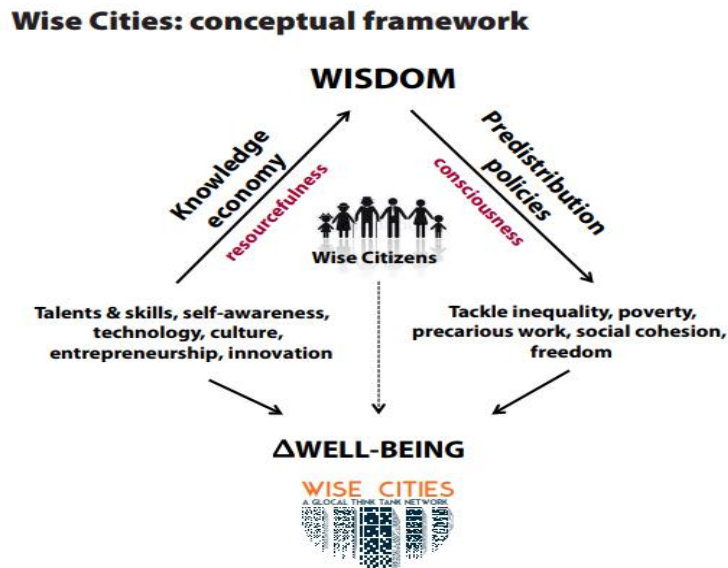 Wise Cities: conceptual framework
WISDOM
Knowledge
economy
resourcefulness
Predistribution
policies
consciousness
Wise Citizens
Talents & skills, self-awareness,
technology, culture,
entrepreneurship, innovation
Tackle inequality, poverty,
precarious work, social cohesion,
freedom
ΔWELL-BEING
WISE CITIES
A GLOCAL THINK TANK NETWORK